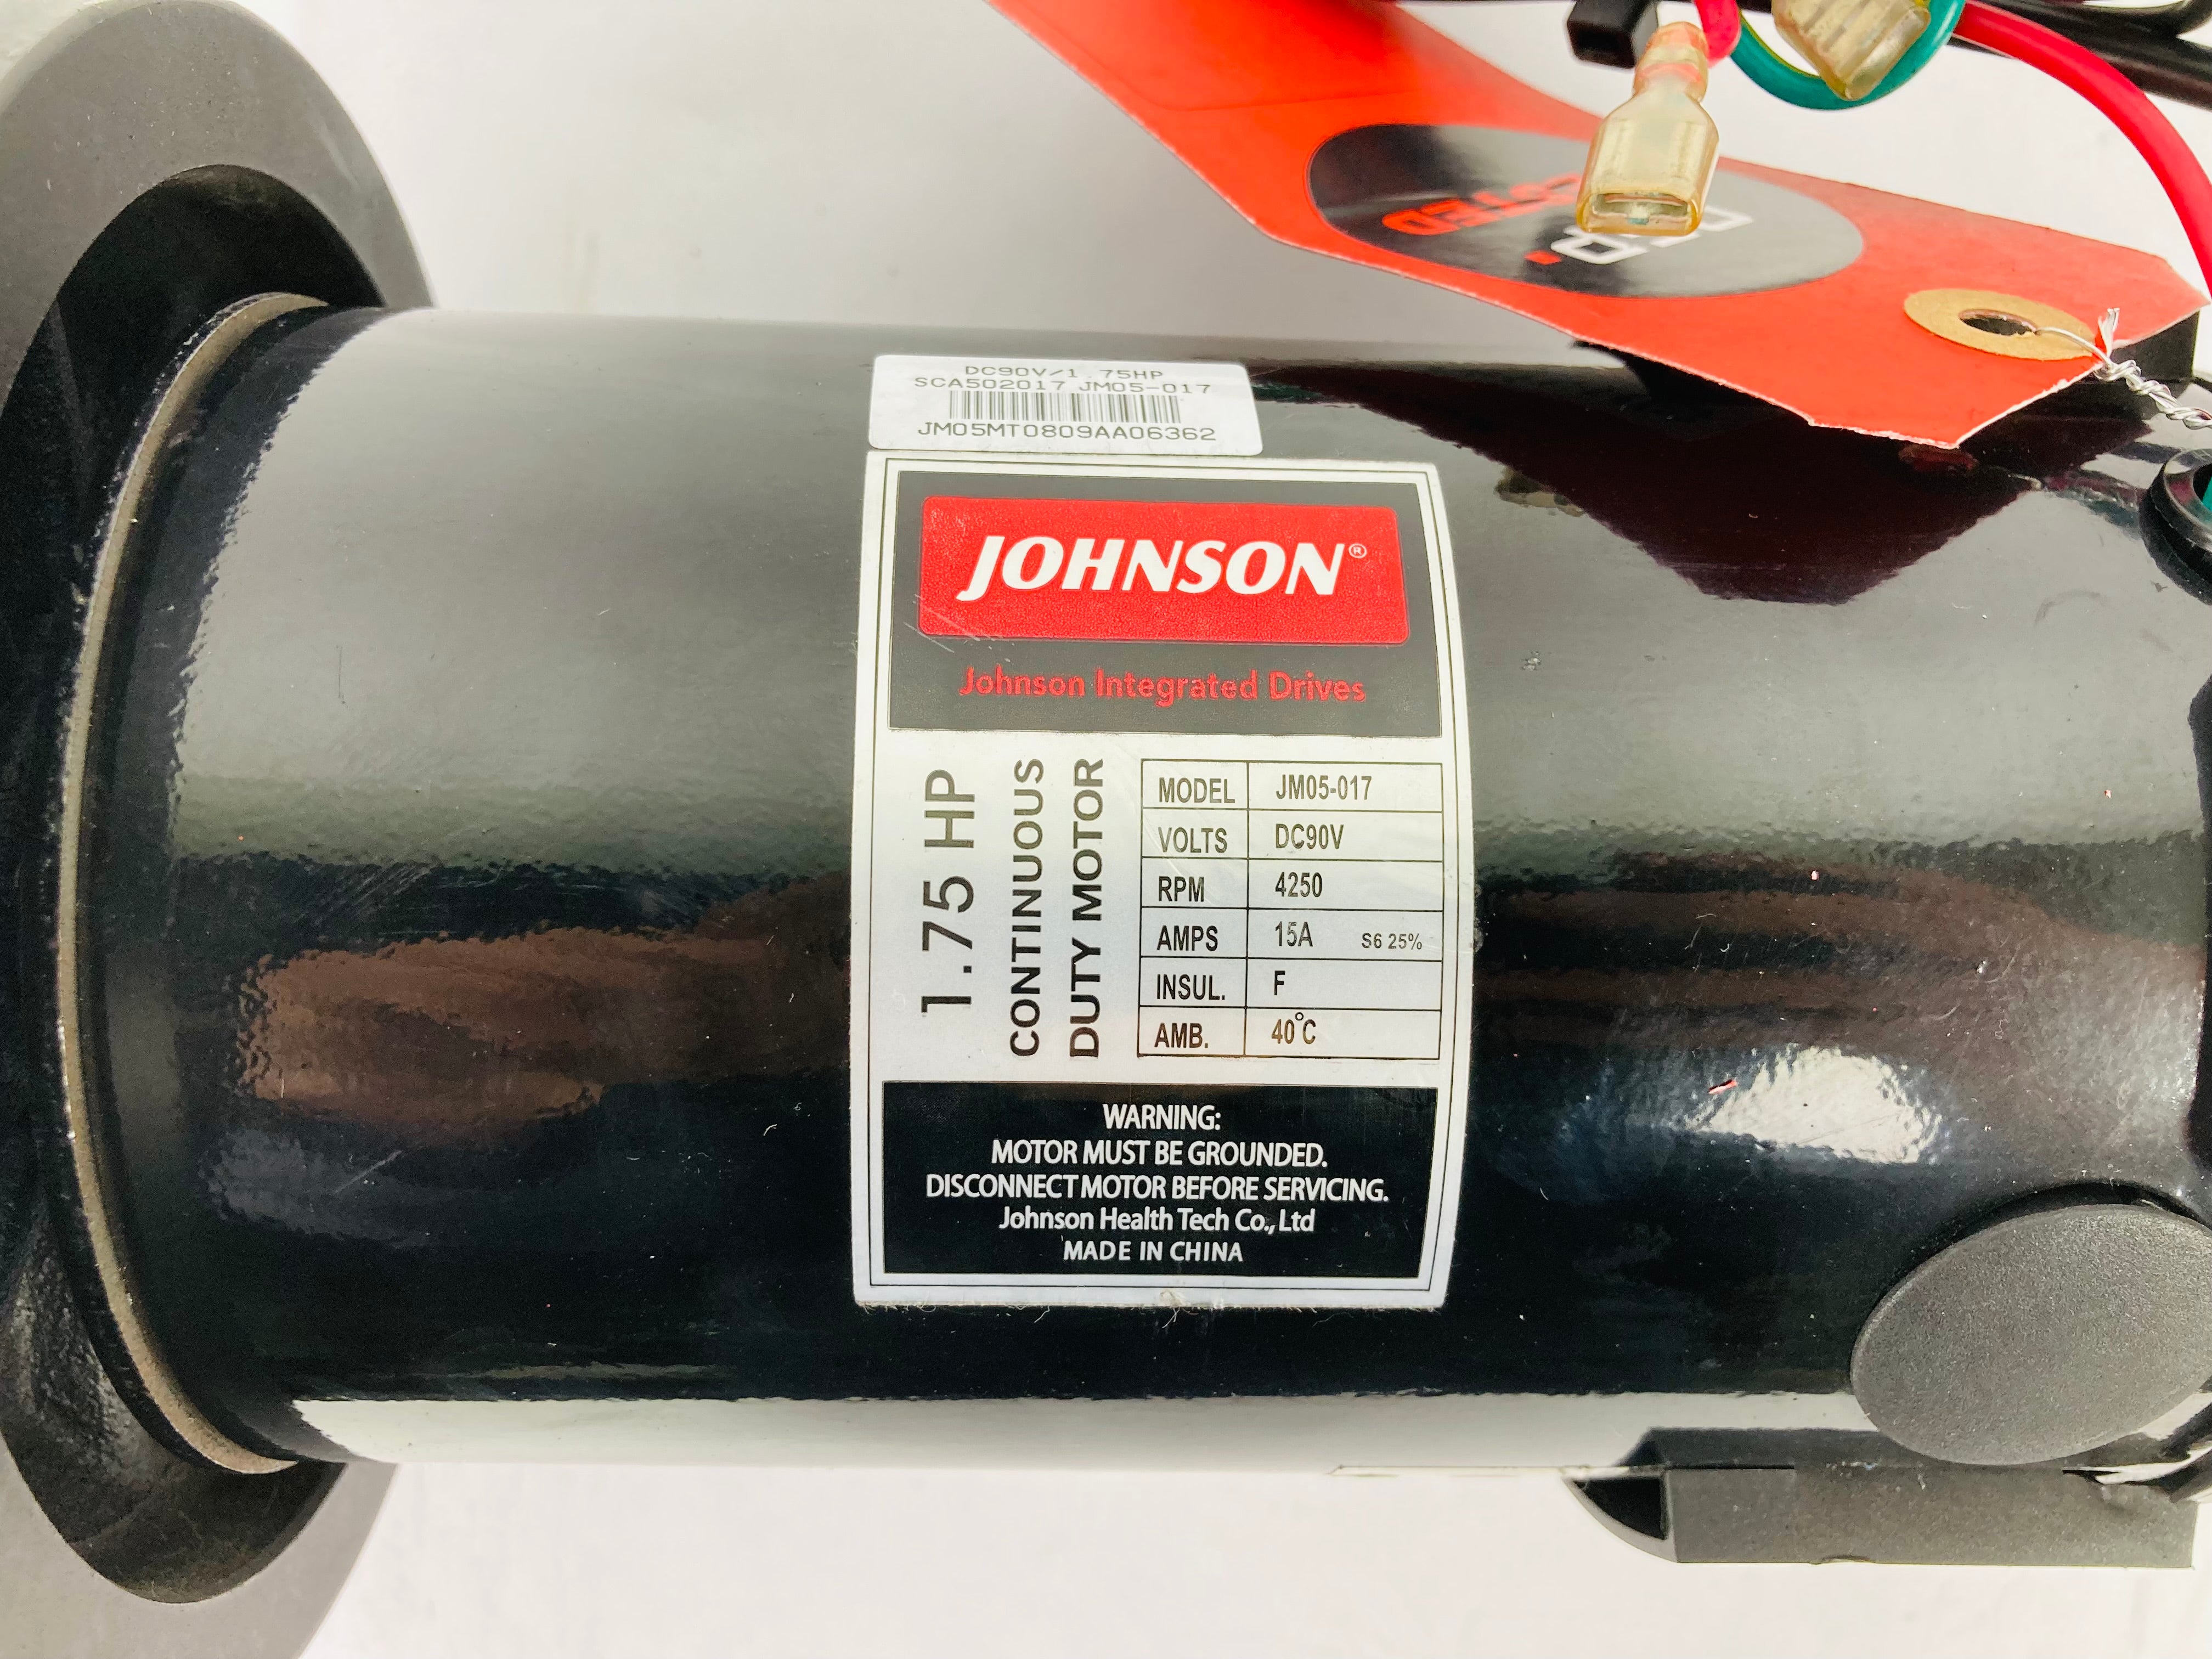 DC90V/1.75HP
SCA502017 JM05-017
JM05MT0809AA06362
JOHNSON®
Johnson Integrated Drives
1.75 HP
CONTINUOUS
DUTY MOTOR
MODEL JM05-017
VOLTS DC90V
RPM 4250
AMPS 15A S6 25%
INSUL. F
AMB. 40°C
WARNING:
MOTOR MUST BE GROUNDED.
DISCONNECT MOTOR BEFORE SERVICING.
Johnson Health Tech Co., Ltd
MADE IN CHINA